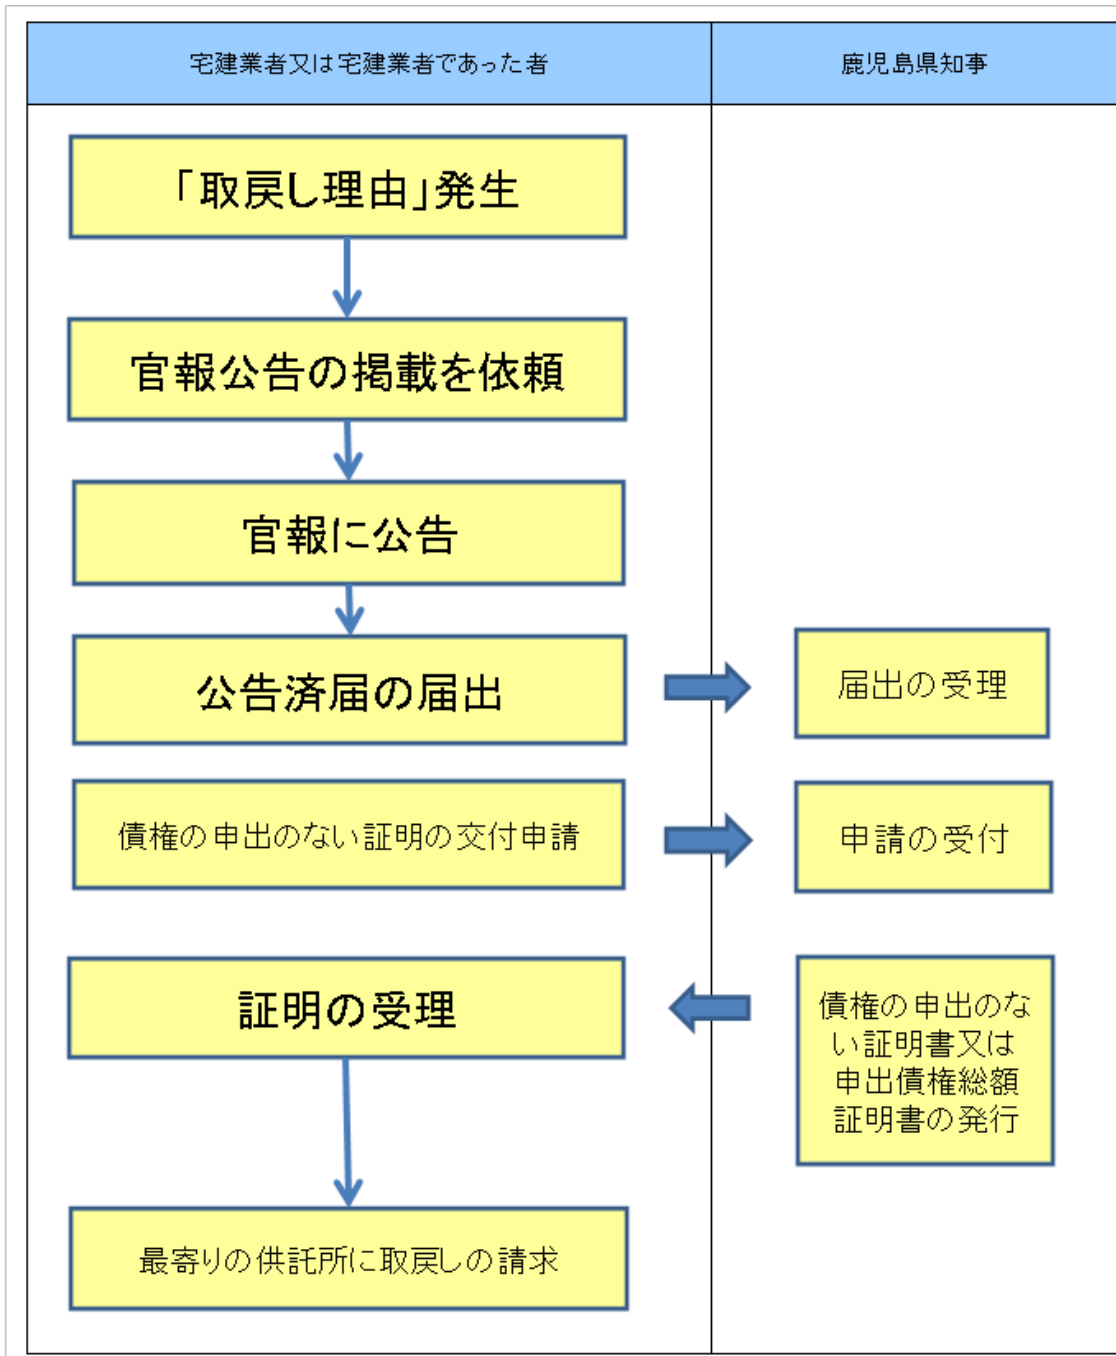 宅建業者又は宅建業者であった者
鹿児島県知事
「取戻し理由」発生
官報公告の掲載を依頼
官報に公告
公告済届の届出
届出の受理
債権の申出のない証明の交付申請
申請の受付
証明の受理
債権の申出のな
い証明書又は
申出債権総額
証明書の発行
最寄りの供託所に取戻しの請求